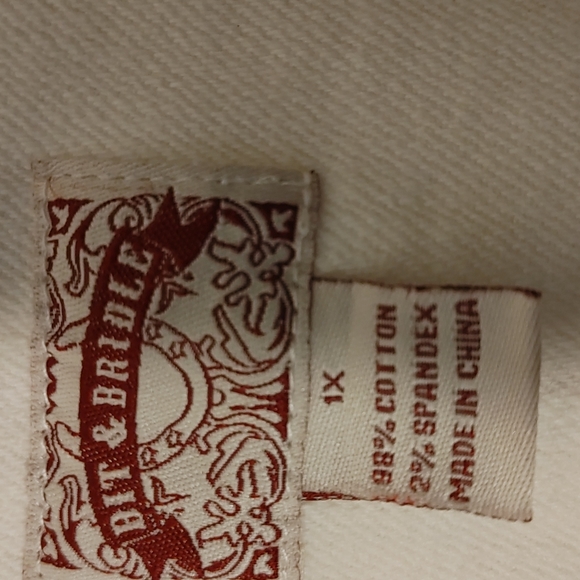 BIT & BRIDLE
1X
98% COTTON
2% SPANDEX
MADE IN CHINA